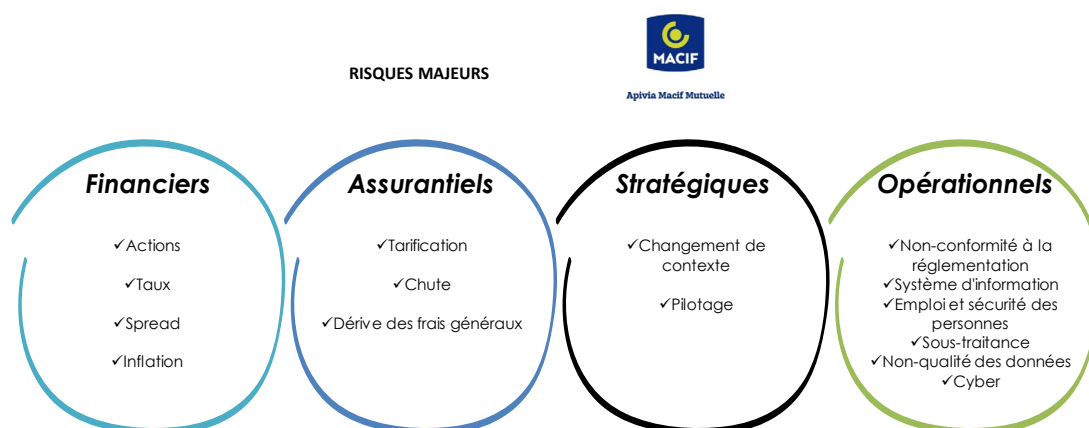 MACIF
RISQUES MAJEURS
Apivia Macif Mutuelle
Financiers
✓Actions
✓Taux
✓Spread
✓Inflation
Assurantiels
✓Tarification
✓Chute
✓Dérive des frais généraux
Stratégiques
✓Changement de
contexte
✓Pilotage
Opérationnels
✓Non-conformité à la
réglementation
✓Système d'information
✓Emploi et sécurité des
personnes
✓Sous-traitance
✓Non-qualité des données
✓Cyber